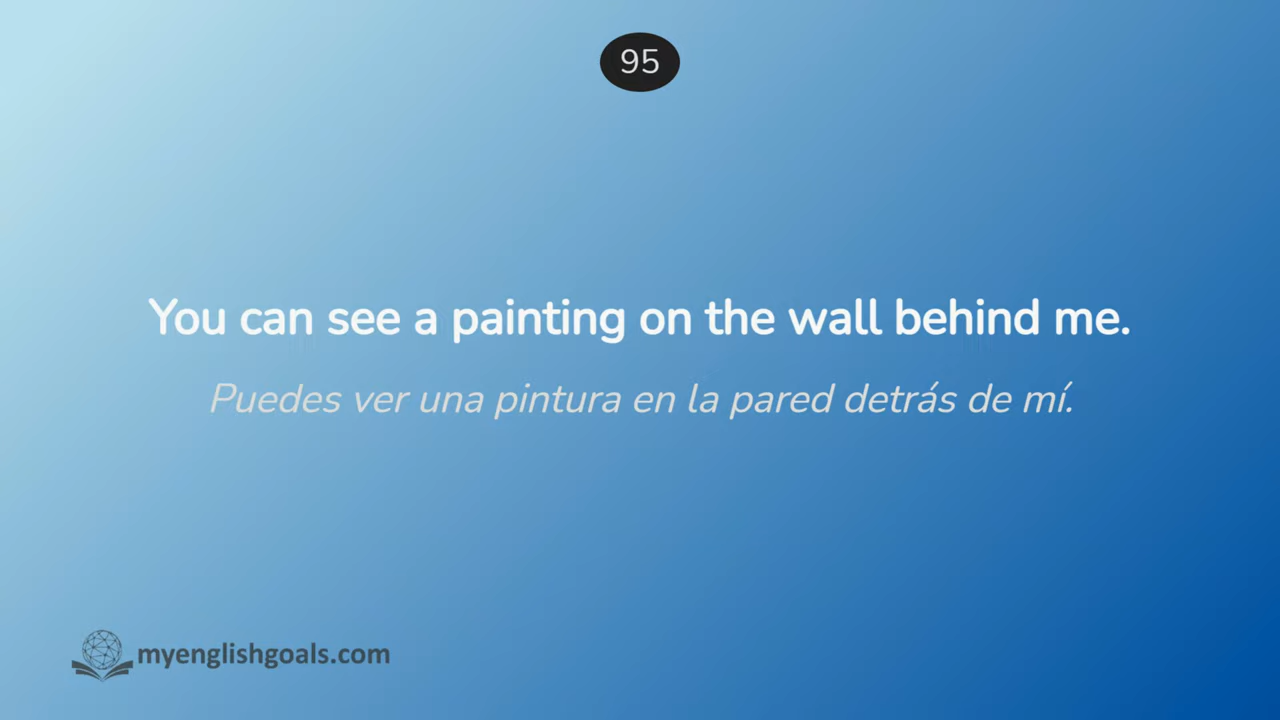 95
You can see a painting on the wall behind me.
Puedes ver una pintura en la pared detrás de mí.
myenglishgoals.com